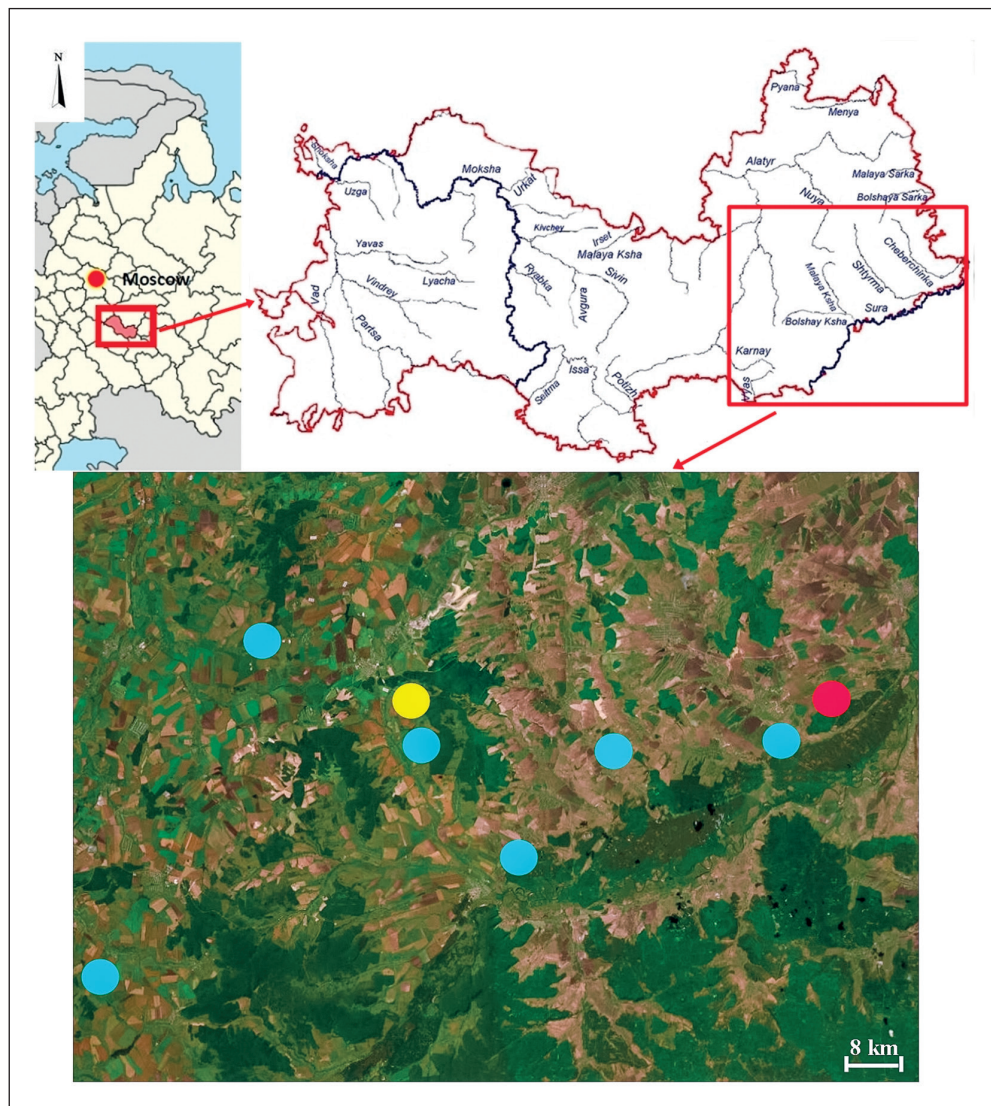 N
Moscow
Pyana
Menya
Shoksha
Moksha
Alatyr
Malaya Sarka
Uzga
Urkat
Nuya
Bolshaya Sarka
Kivchey
Irset
Yavas
Malaya Ksha
Cheberchinka
Lyacha
Ryabka
Sivin
Shtyrma
Vindrey
Malaya Ksha
Vad
Avgura
Sura
Partsa
Bolshay Ksha
Karnay
Issa
Seitma
Potizh
8 km